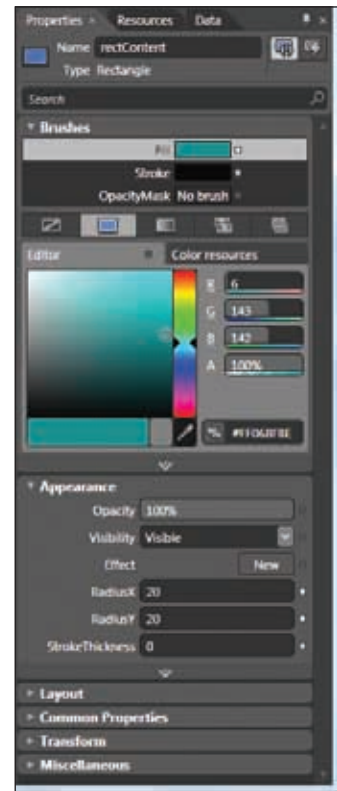 Properties × Resources Data
Name rectContent
Type Rectangle
Search
Brushes
Fill
Stroke
OpacityMask No brush
Editor Color resources
R 6
G 143
B 142
A 100%
#FF068F8E
Appearance
Opacity 100%
Visibility Visible
Effect New
RadiusX 20
RadiusY 20
StrokeThickness 0
Layout
Common Properties
Transform
Miscellaneous